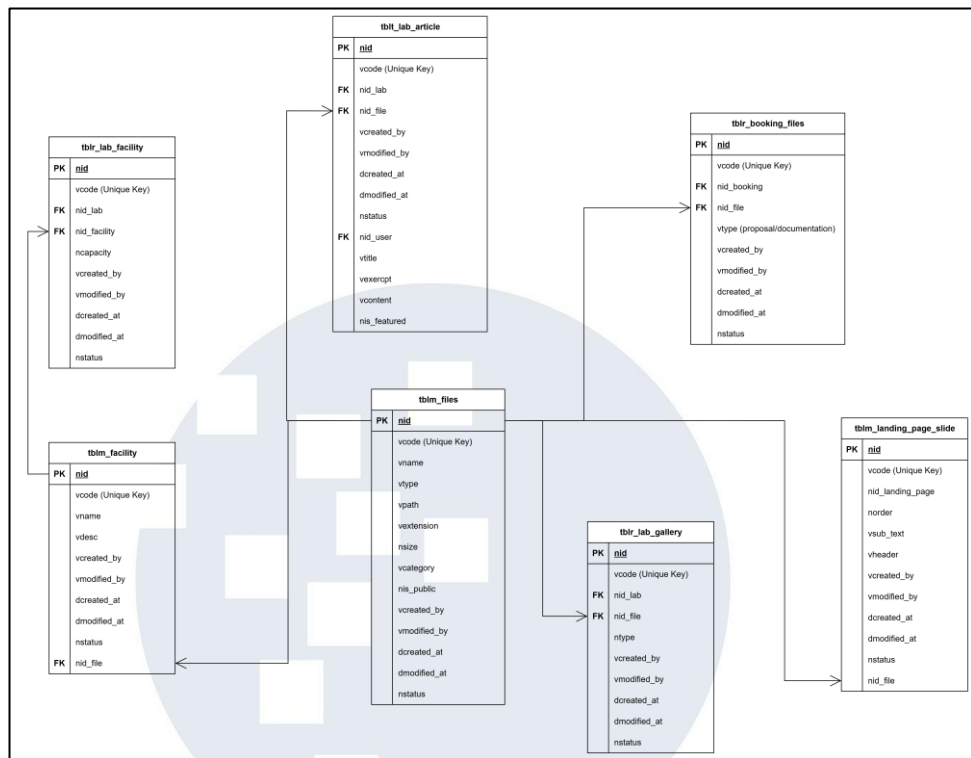 tblt_lab_article
PK nid
vcode (Unique Key)
FK nid_lab
FK nid_file
vcreated_by
vmodified_by
dcreated_at
dmodified_at
nstatus
FK nid_user
vtitle
vexercpt
vcontent
nis_featured
tblr_booking_files
PK nid
vcode (Unique Key)
FK nid_booking
FK nid_file
vtype (proposal/documentation)
vcreated_by
vmodified_by
dcreated_at
dmodified_at
nstatus
tblr_lab_facility
PK nid
vcode (Unique Key)
FK nid_lab
FK nid_facility
ncapacity
vcreated_by
vmodified_by
dcreated_at
dmodified_at
nstatus
tblm_files
PK nid
vcode (Unique Key)
vname
vtype
vpath
vextension
nsize
vcategory
nis_public
vcreated_by
vmodified_by
dcreated_at
dmodified_at
nstatus
tblm_landing_page_slide
PK nid
vcode (Unique Key)
nid_landing_page
norder
vsub_text
vheader
vcreated_by
vmodified_by
dcreated_at
dmodified_at
nstatus
nid_file
tblm_facility
PK nid
vcode (Unique Key)
vname
vdesc
vcreated_by
vmodified_by
dcreated_at
dmodified_at
nstatus
FK nid_file
tblr_lab_gallery
PK nid
vcode (Unique Key)
FK nid_lab
FK nid_file
ntype
vcreated_by
vmodified_by
dcreated_at
dmodified_at
nstatus